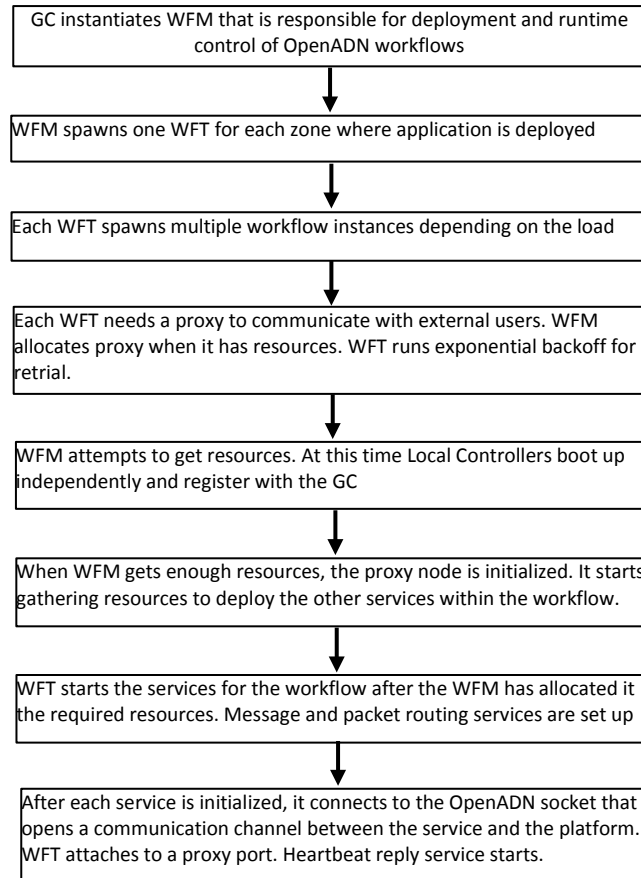 GC instantiates WFM that is responsible for deployment and runtime
control of OpenADN workflows
WFM spawns one WFT for each zone where application is deployed
Each WFT spawns multiple workflow instances depending on the load
Each WFT needs a proxy to communicate with external users. WFM
allocates proxy when it has resources. WFT runs exponential backoff for
retrial.
WFM attempts to get resources. At this time Local Controllers boot up
independently and register with the GC
When WFM gets enough resources, the proxy node is initialized. It starts
gathering resources to deploy the other services within the workflow.
WFT starts the services for the workflow after the WFM has allocated it
the required resources. Message and packet routing services are set up
After each service is initialized, it connects to the OpenADN socket that
opens a communication channel between the service and the platform.
WFT attaches to a proxy port. Heartbeat reply service starts.